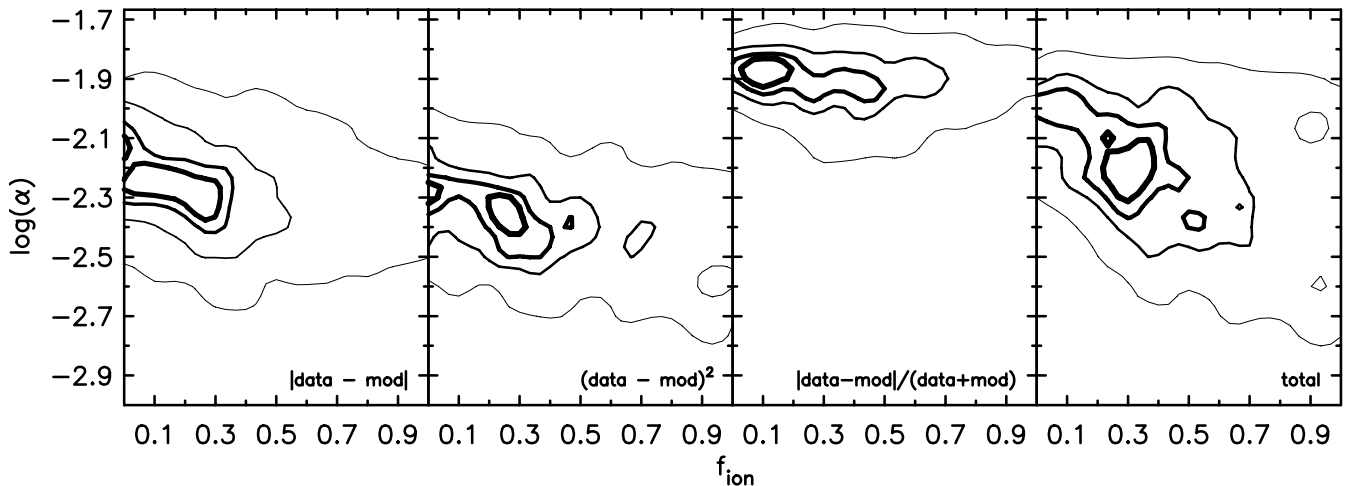 −1.7
−1.9
−2.1
−2.3
−2.5
−2.7
−2.9
log(α)
|data − mod|
(data − mod)²
|data−mod|/(data+mod)
total
0.1 0.3 0.5 0.7 0.9 0.1 0.3 0.5 0.7 0.9 0.1 0.3 0.5 0.7 0.9 0.1 0.3 0.5 0.7 0.9
f_ion